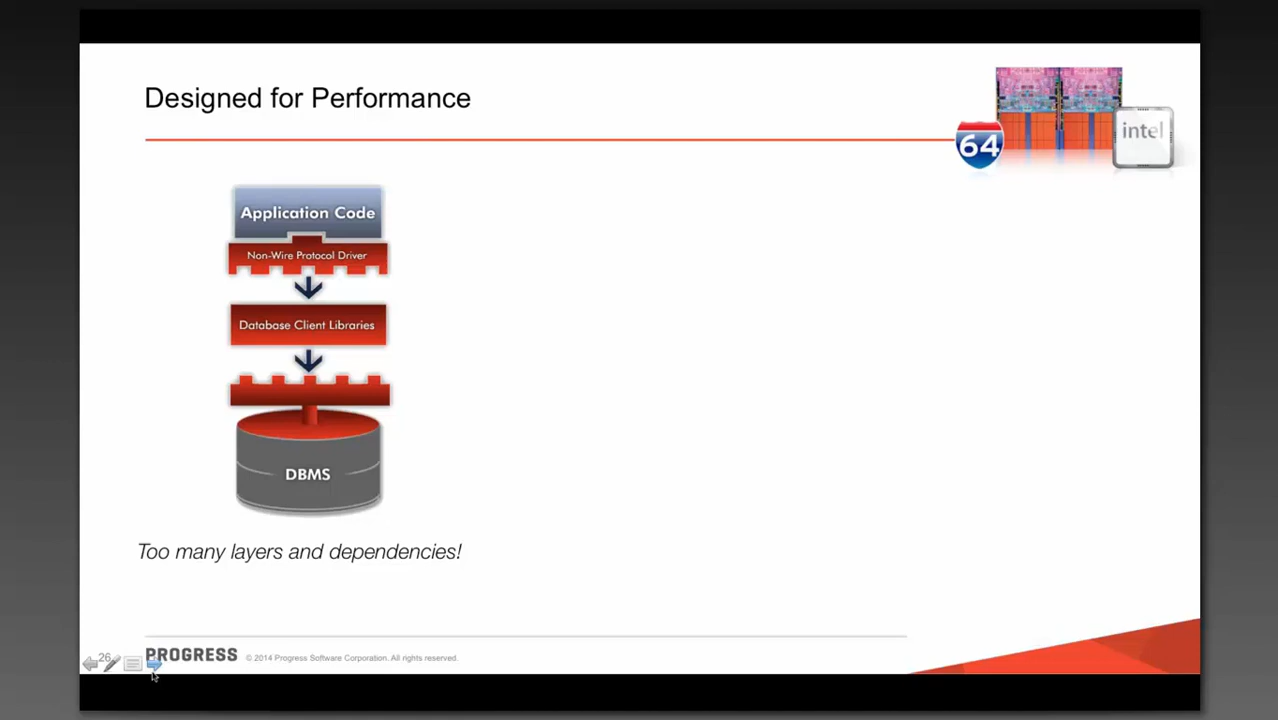 Designed for Performance
64
intel
Application Code
Non-Wire Protocol Driver
Database Client Libraries
DBMS
Too many layers and dependencies!
26
PROGRESS
© 2014 Progress Software Corporation. All rights reserved.